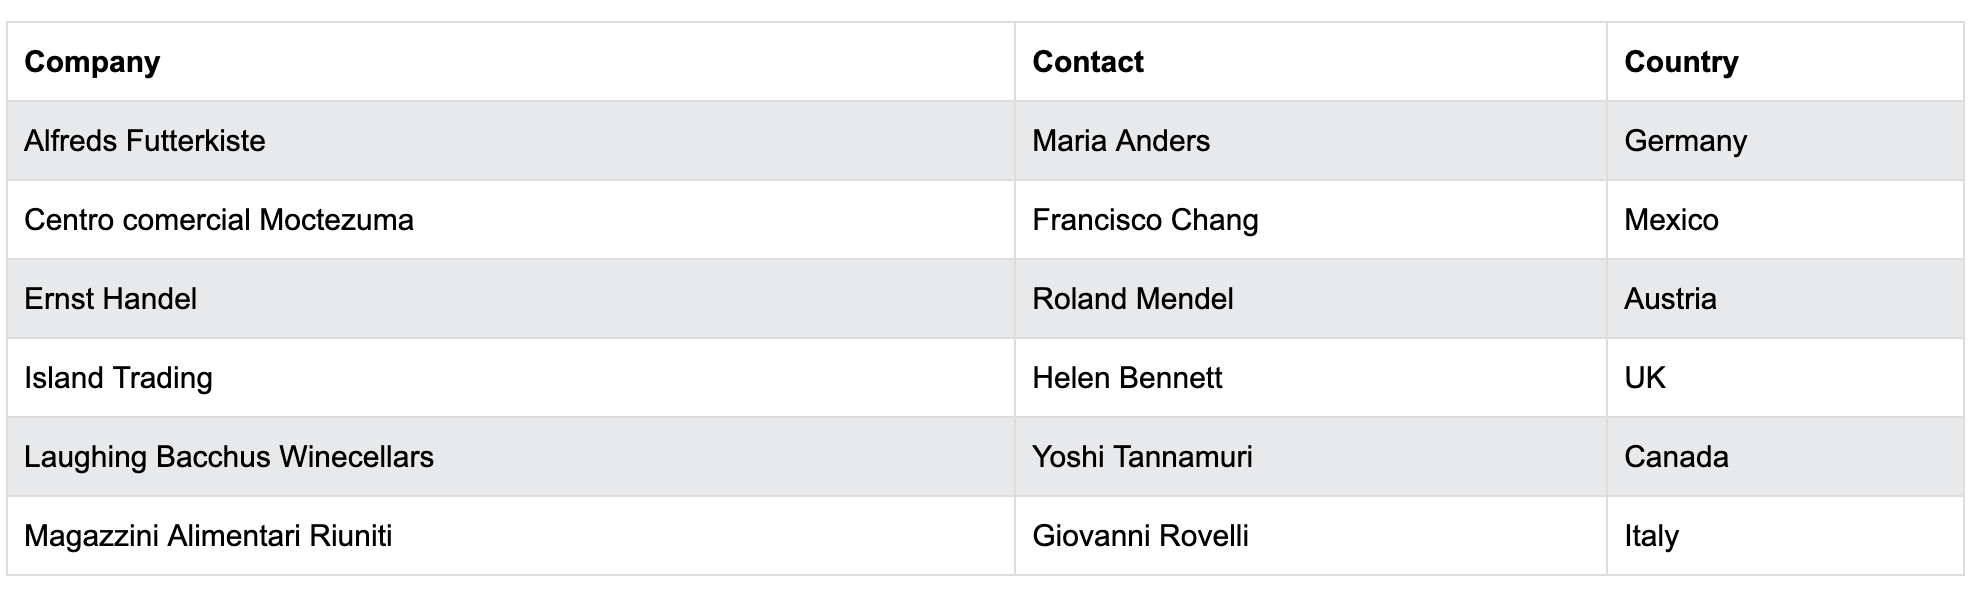 Company Contact Country
Alfreds Futterkiste Maria Anders Germany
Centro comercial Moctezuma Francisco Chang Mexico
Ernst Handel Roland Mendel Austria
Island Trading Helen Bennett UK
Laughing Bacchus Winecellars Yoshi Tannamuri Canada
Magazzini Alimentari Riuniti Giovanni Rovelli Italy